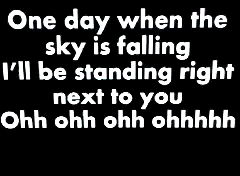 One day when the
sky is falling
I'll be standing right
next to you
Ohh ohh ohh ohhhhh